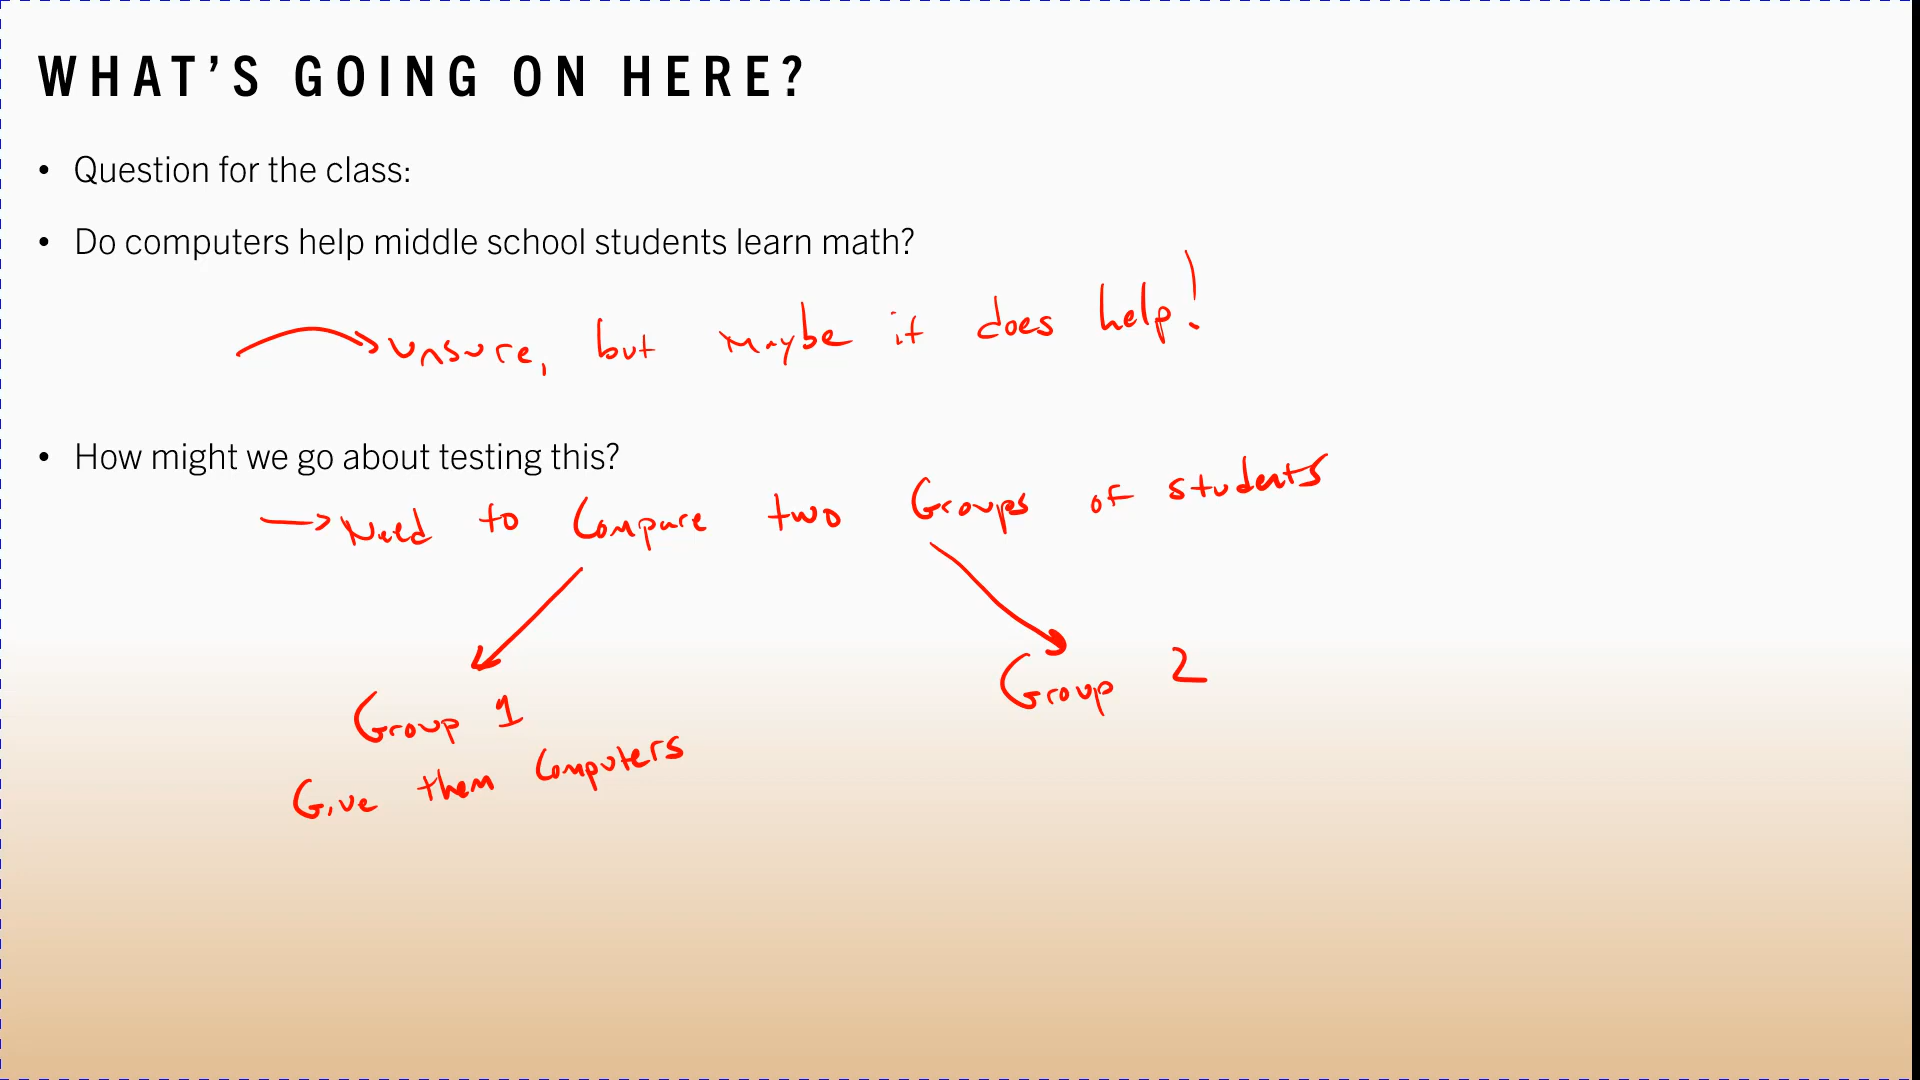 WHAT'S GOING ON HERE?
• Question for the class:
• Do computers help middle school students learn math?
unsure, but maybe it does help!
• How might we go about testing this?
Need to Compare two Groups of students
Group 1
Group 2
Give them Computers